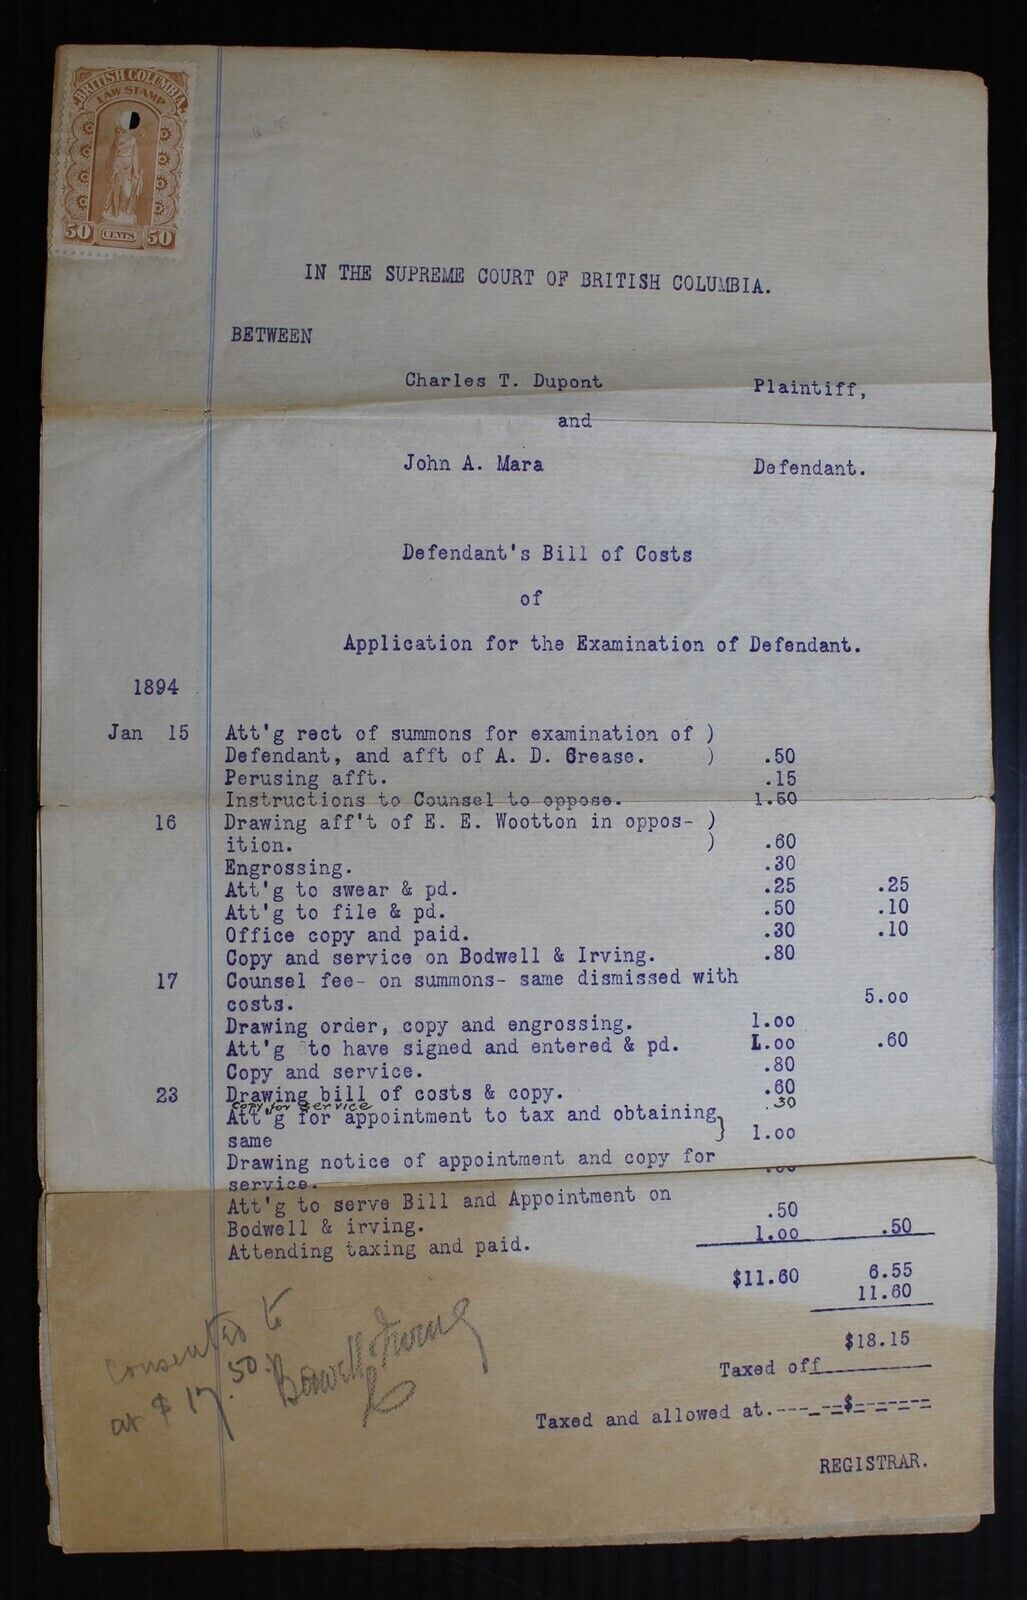 BRITISH COLUMBIA
LAW STAMP
50 CENTS 50
IN THE SUPREME COURT OF BRITISH COLUMBIA.
BETWEEN
Charles T. Dupont Plaintiff,
and
John A. Mara Defendant.
Defendant's Bill of Costs
of
Application for the Examination of Defendant.
1894
Jan 15 Att'g rect of summons for examination of )
Defendant, and afft of A. D. Crease. ) .50
Perusing afft. .15
Instructions to Counsel to oppose. 1.50
16 Drawing aff't of E. E. Wootton in oppos- )
ition. ) .60
Engrossing. .30
Att'g to swear & pd. .25 .25
Att'g to file & pd. .50 .10
Office copy and paid. .30 .10
Copy and service on Bodwell & Irving. .80
17 Counsel fee- on summons- same dismissed with
costs. 5.oo
Drawing order, copy and engrossing. 1.oo
Att'g to have signed and entered & pd. 1.oo .60
Copy and service. .80
23 Drawing bill of costs & copy. .60
copy for service .30
Att'g for appointment to tax and obtaining }
same 1.oo
Drawing notice of appointment and copy for
service.
Att'g to serve Bill and Appointment on
Bodwell & irving. .50
Attending taxing and paid. 1.oo .50
$11.60 6.55
11.60
$18.15
Taxed off
Taxed and allowed at.----$-------
REGISTRAR.
Consented to
at $17.50.
Bodwell & Irving